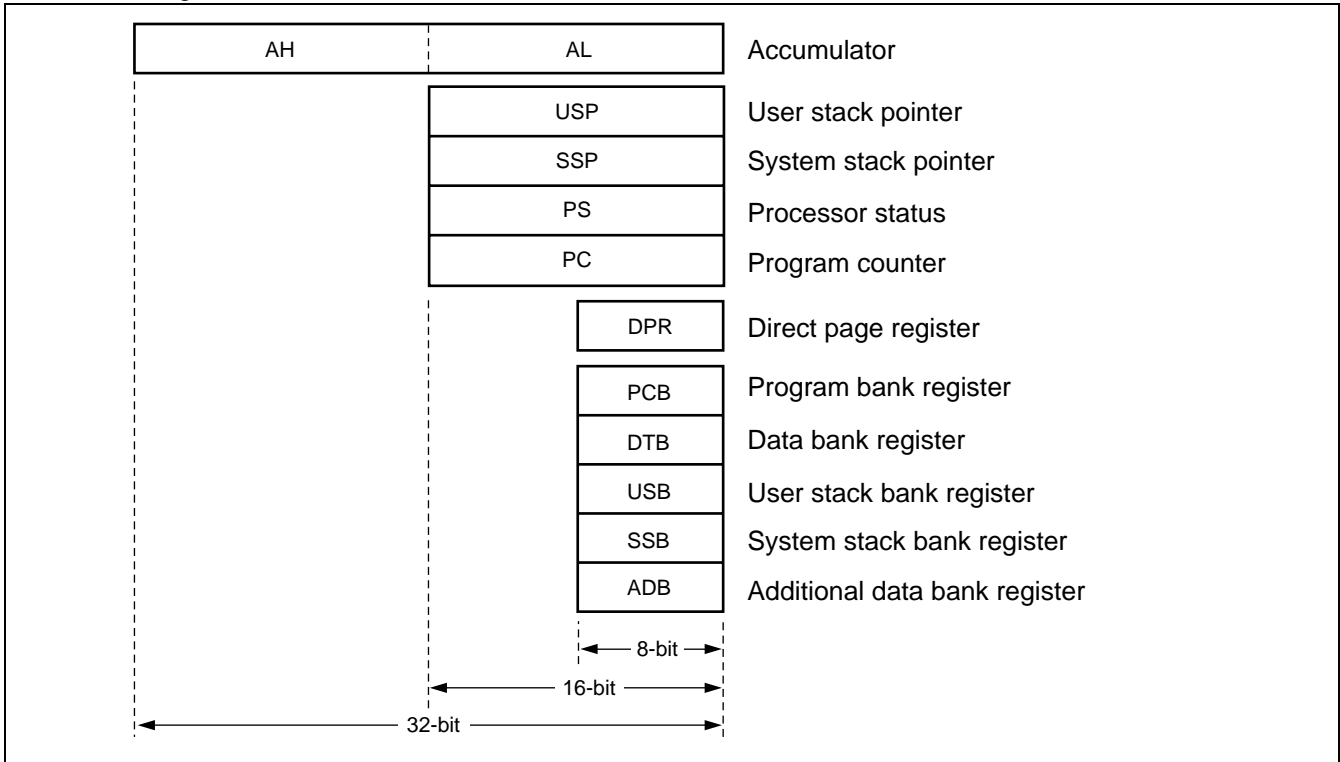 AH AL Accumulator
USP User stack pointer
SSP System stack pointer
PS Processor status
PC Program counter
DPR Direct page register
PCB Program bank register
DTB Data bank register
USB User stack bank register
SSB System stack bank register
ADB Additional data bank register
8-bit
16-bit
32-bit